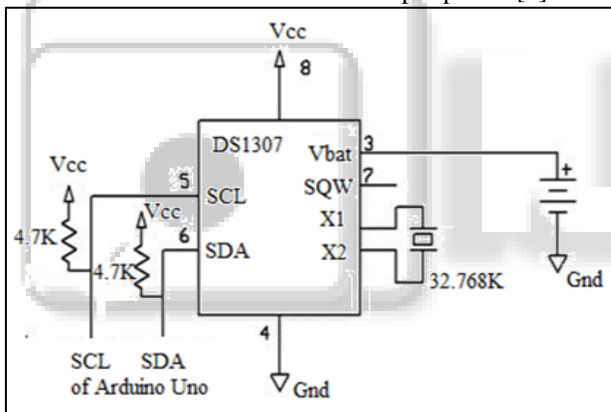 Vcc
8
DS1307
Vbat
3
SQW
7
X1
X2
32.768K
+
Gnd
Vcc
5
SCL
Vcc
6
SDA
4.7K
4.7K
4
Gnd
SCL SDA
of Arduino Uno